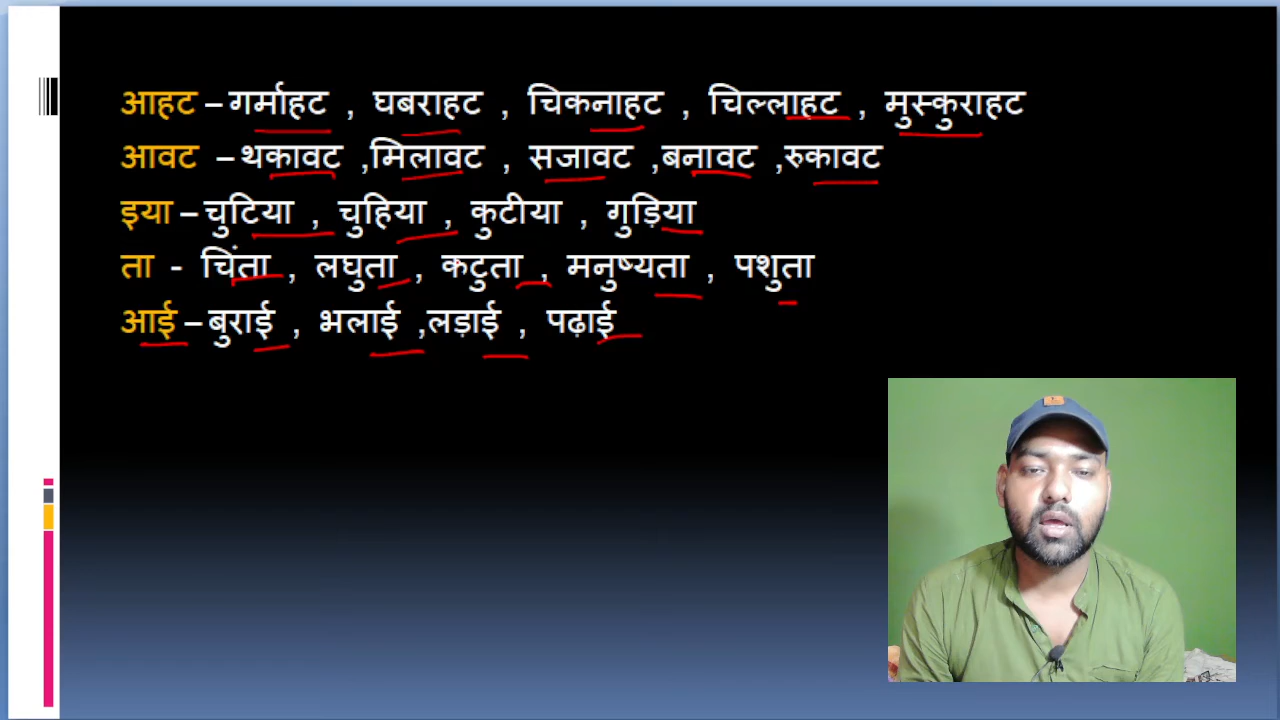 आहट – गर्माहट , घबराहट , चिकनाहट , चिल्लाहट , मुस्कुराहट
आवट – थकावट ,मिलावट , सजावट ,बनावट ,रुकावट
इया – चुटिया , चुहिया , कुटीया , गुड़िया
ता - चिंता , लघुता , कटुता , मनुष्यता , पशुता
आई – बुराई , भलाई ,लड़ाई , पढ़ाई